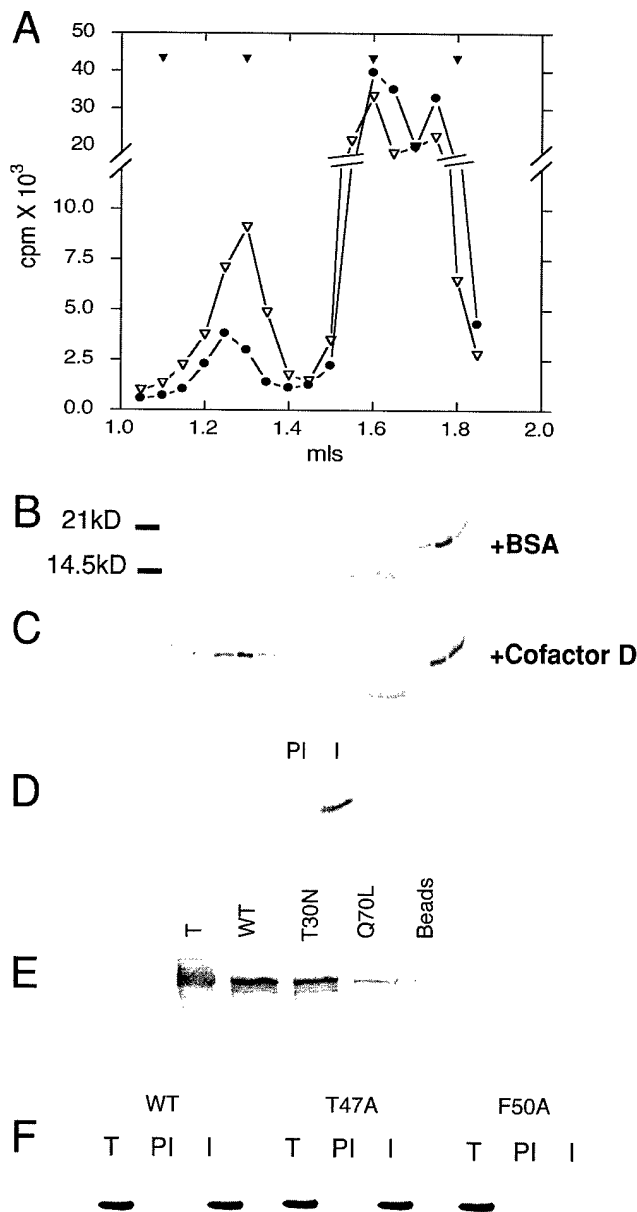 A
50
40
30
20
10.0
7.5
5.0
2.5
0.0
cpm X 10³
1.0 1.2 1.4 1.6 1.8 2.0
mls
B
21kD
14.5kD
+BSA
C
+Cofactor D
D
PI I
E
T WT T30N Q70L Beads
F
WT T47A F50A
T PI I T PI I T PI I